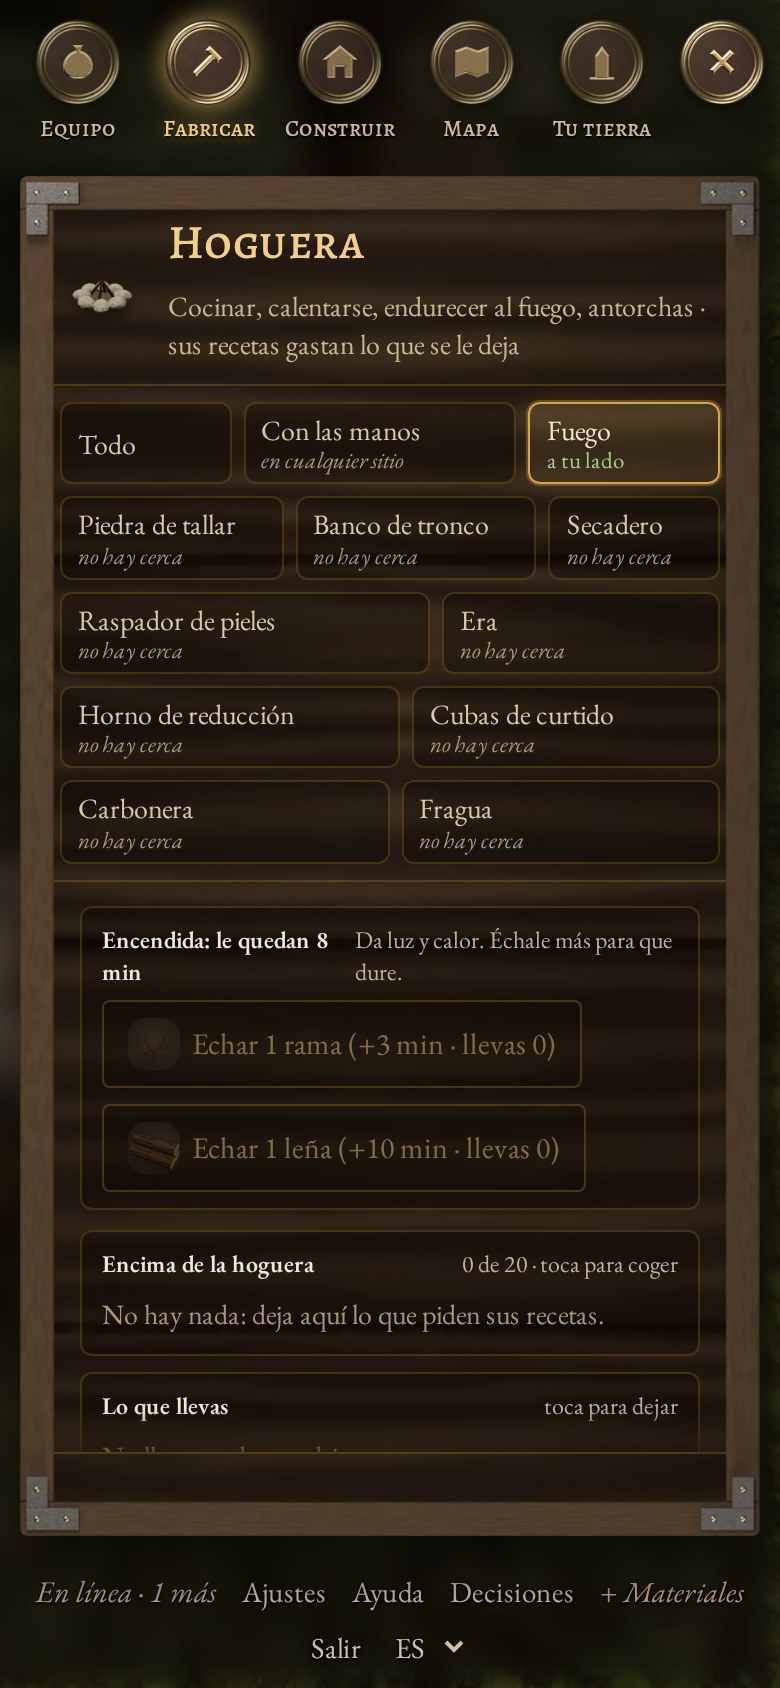 Equipo Fabricar Construir Mapa Tu tierra
Hoguera
Cocinar, calentarse, endurecer al fuego, antorchas ·
sus recetas gastan lo que se le deja
Todo
Con las manos
en cualquier sitio
Fuego
a tu lado
Piedra de tallar
no hay cerca
Banco de tronco
no hay cerca
Secadero
no hay cerca
Raspador de pieles
no hay cerca
Era
no hay cerca
Horno de reducción
no hay cerca
Cubas de curtido
no hay cerca
Carbonera
no hay cerca
Fragua
no hay cerca
Encendida: le quedan 8
min
Da luz y calor. Échale más para que
dure.
Echar 1 rama (+3 min · llevas 0)
Echar 1 leña (+10 min · llevas 0)
Encima de la hoguera
0 de 20 · toca para coger
No hay nada: deja aquí lo que piden sus recetas.
Lo que llevas
toca para dejar
En línea · 1 más Ajustes Ayuda Decisiones + Materiales
Salir ES